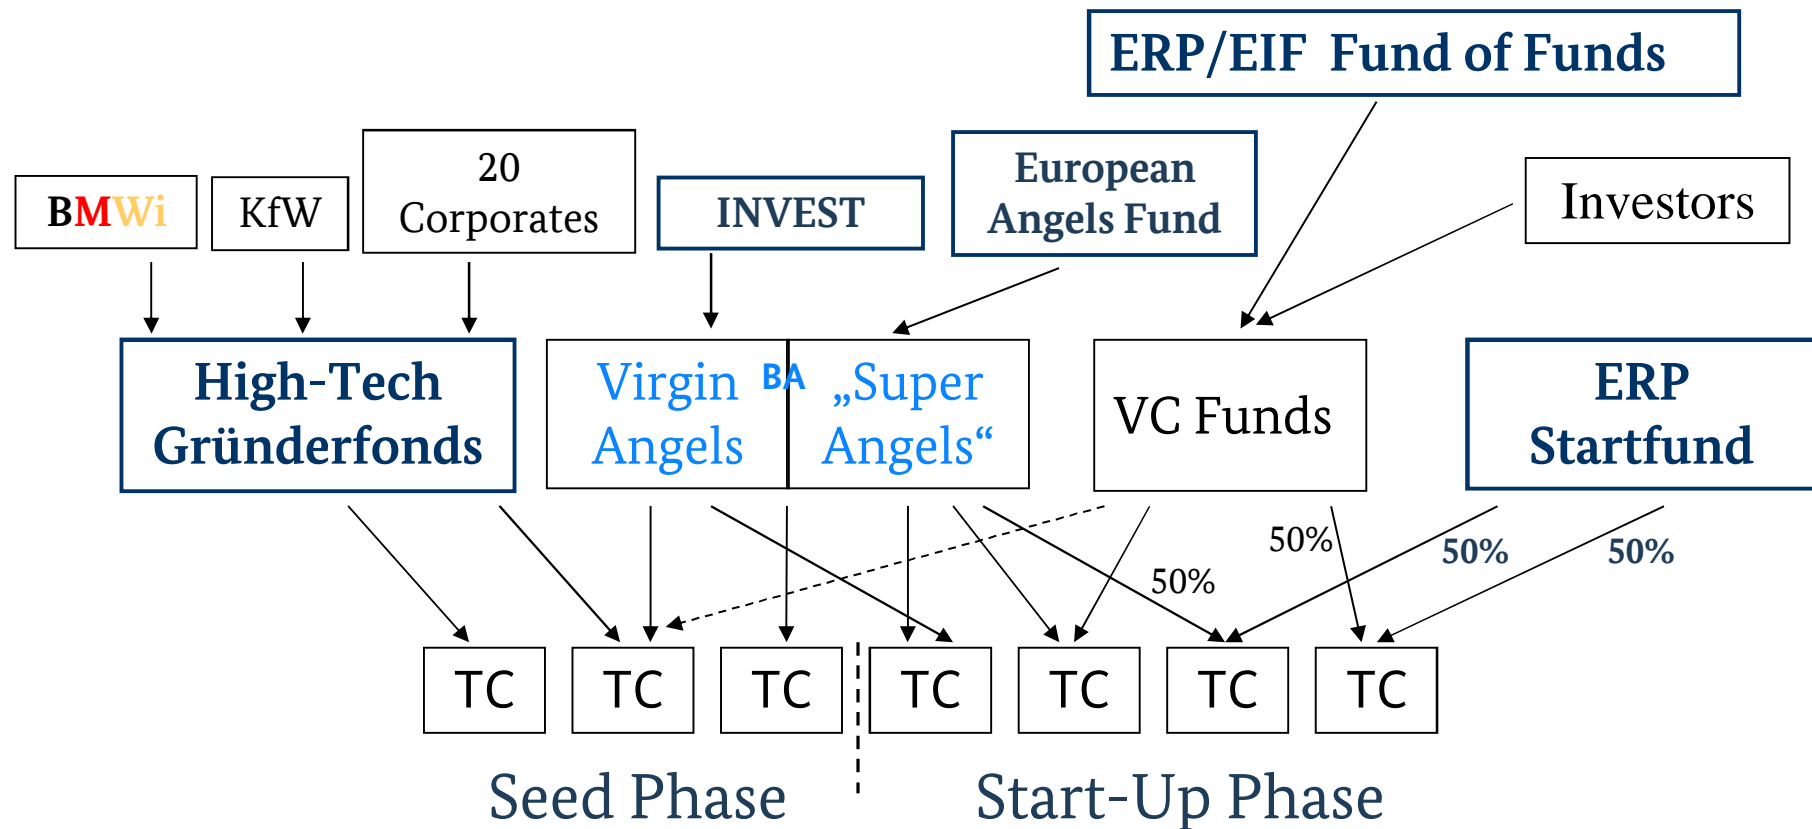 ERP/EIF Fund of Funds
BMWi
KfW
20
Corporates
INVEST
European
Angels Fund
Investors
High-Tech
Gründerfonds
Virgin
Angels
BA
„Super
Angels“
VC Funds
ERP
Startfund
50%
50%
50%
50%
TC
TC
TC
TC
TC
TC
TC
Seed Phase
Start-Up Phase